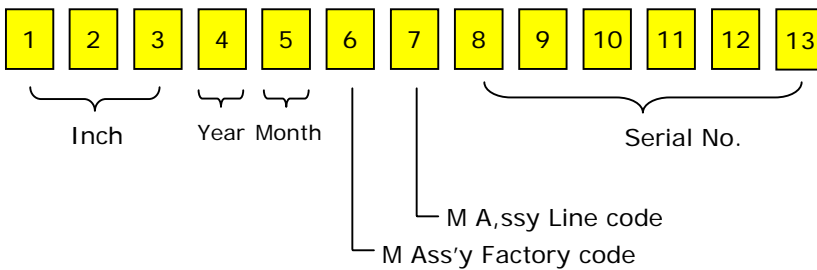 1 2 3 4 5 6 7 8 9 10 11 12 13
Inch Year Month Serial No.
M A,ssy Line code
M Ass'y Factory code